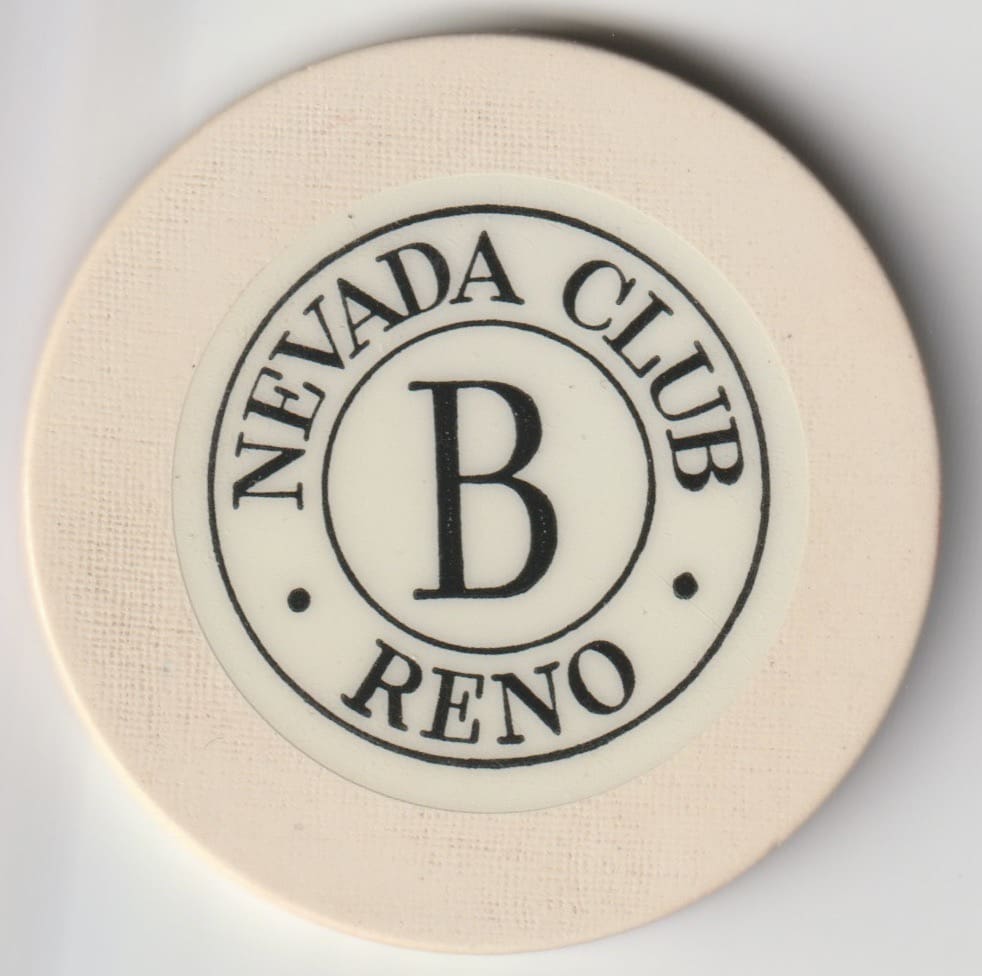 NEVADA CLUB
B
• RENO •